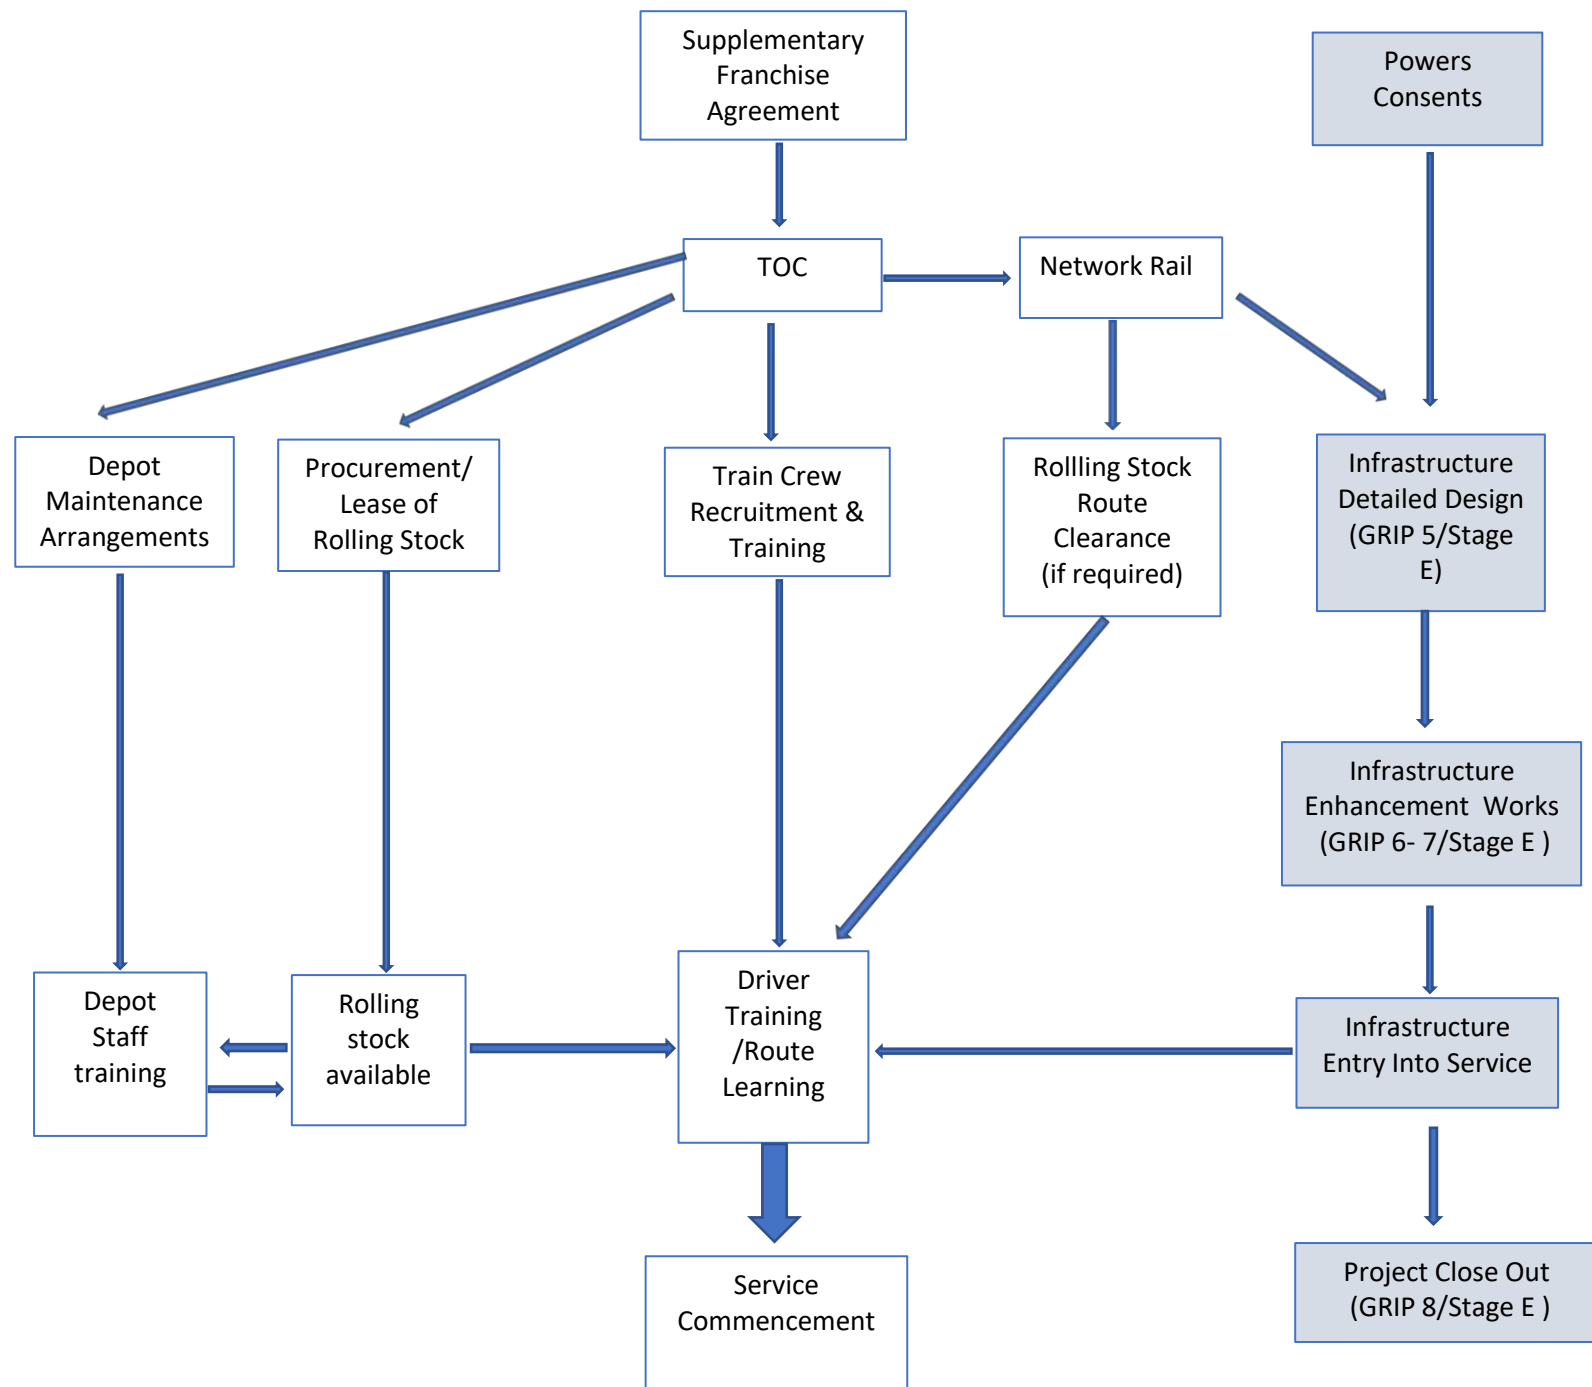 Supplementary
Franchise
Agreement
Powers
Consents
TOC
Network Rail
Depot
Maintenance
Arrangements
Procurement/
Lease of
Rolling Stock
Train Crew
Recruitment &
Training
Rollling Stock
Route
Clearance
(if required)
Infrastructure
Detailed Design
(GRIP 5/Stage
E)
Infrastructure
Enhancement Works
(GRIP 6- 7/Stage E )
Depot
Staff
training
Rolling
stock
available
Driver
Training
/Route
Learning
Infrastructure
Entry Into Service
Service
Commencement
Project Close Out
(GRIP 8/Stage E )